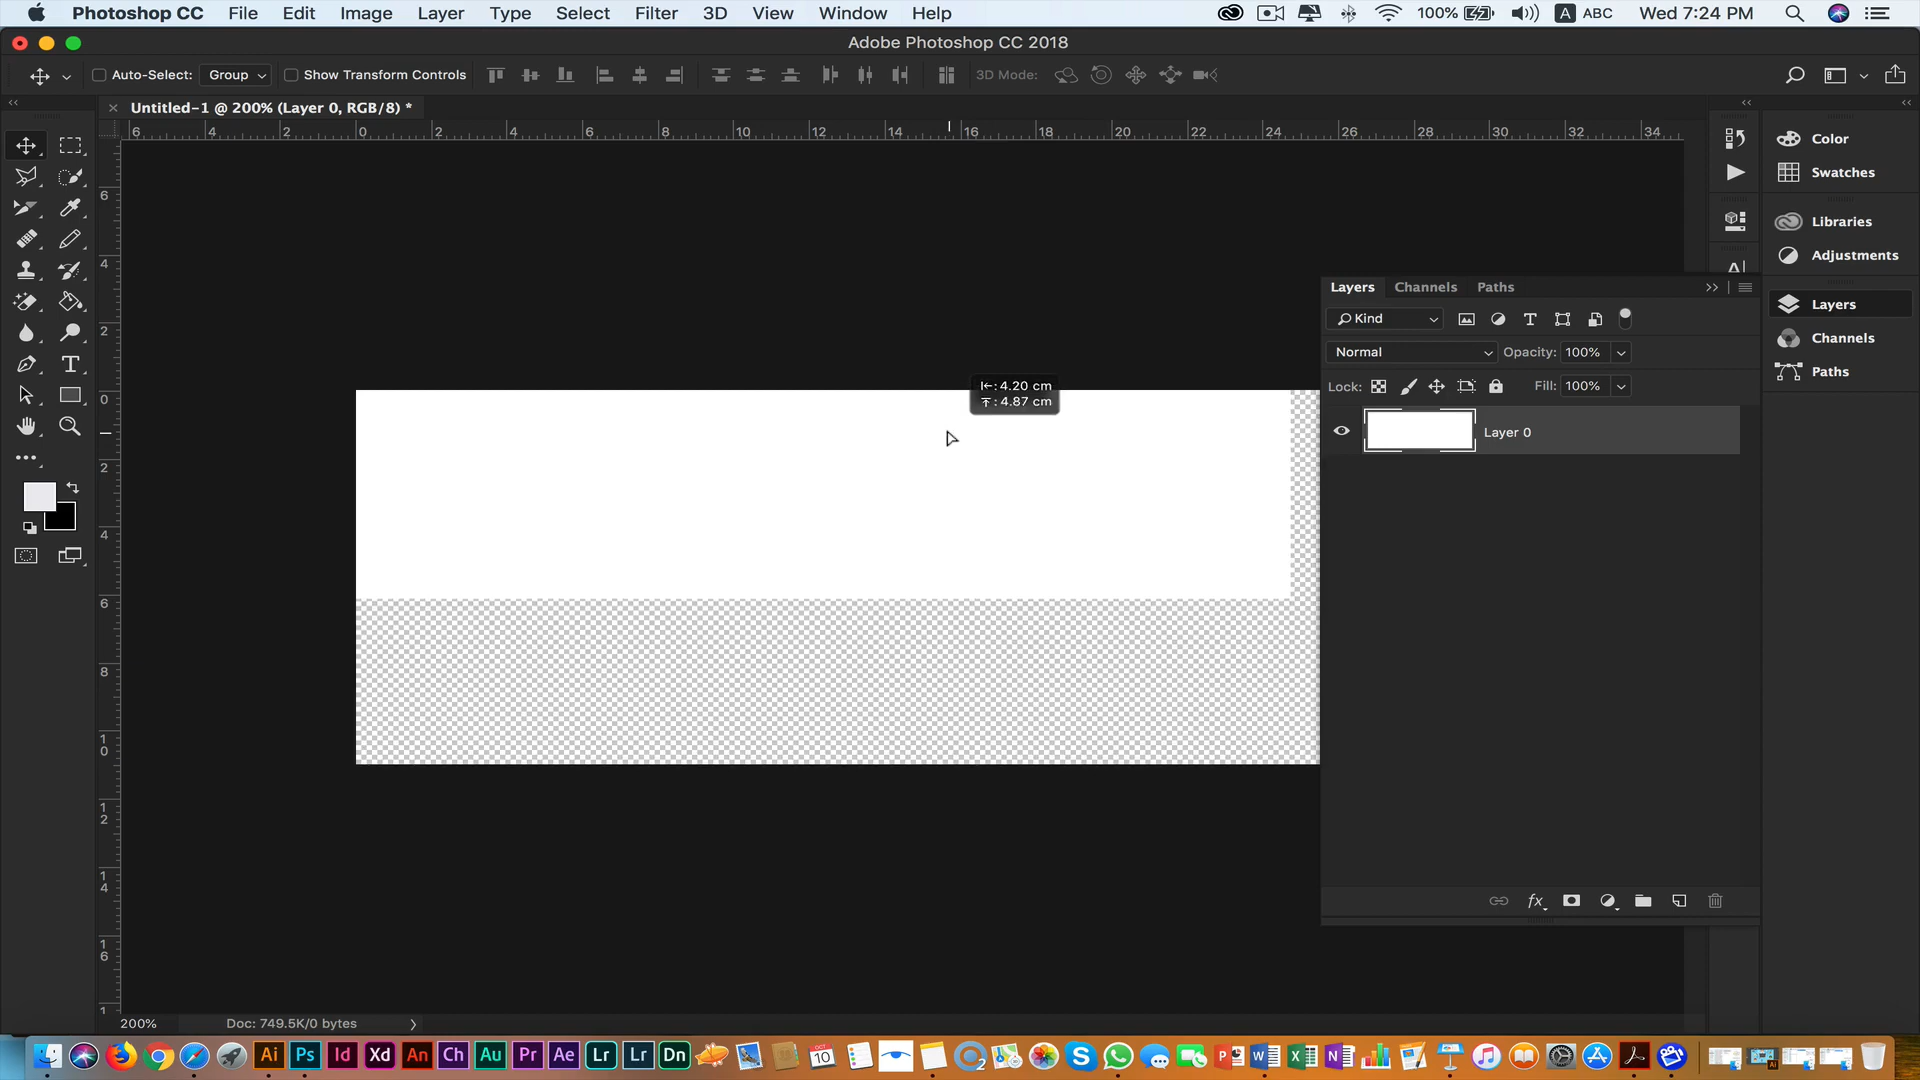 Photoshop CC File Edit Image Layer Type Select Filter 3D View Window Help 100% A ABC Wed 7:24 PM
Adobe Photoshop CC 2018
Auto-Select: Group Show Transform Controls 3D Mode:
Untitled-1 @ 200% (Layer 0, RGB/8) *
6 4 2 0 2 4 6 8 10 12 14 16 18 20 22 24 26 28 30 32 34
Color
Swatches
Libraries
Adjustments
Layers
Channels
Paths
Layers Channels Paths
Kind
Normal Opacity: 100%
Lock: Fill: 100%
Layer 0
4.20 cm
4.87 cm
6
4
2
0
2
4
6
8
10
12
14
16
fx
200% Doc: 749.5K/0 bytes
Ai Ps Id Xd An Ch Au Pr Ae Lr Lr Dn OCT 10